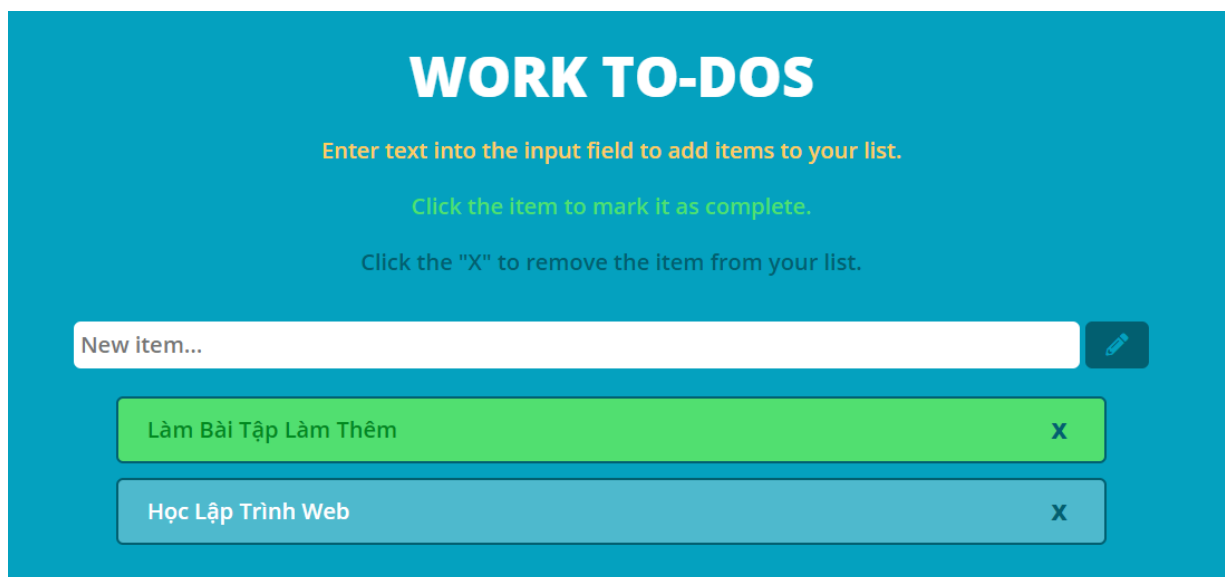 WORK TO-DOS
Enter text into the input field to add items to your list.
Click the item to mark it as complete.
Click the "X" to remove the item from your list.
New item...
Làm Bài Tập Làm Thêm X
Học Lập Trình Web X